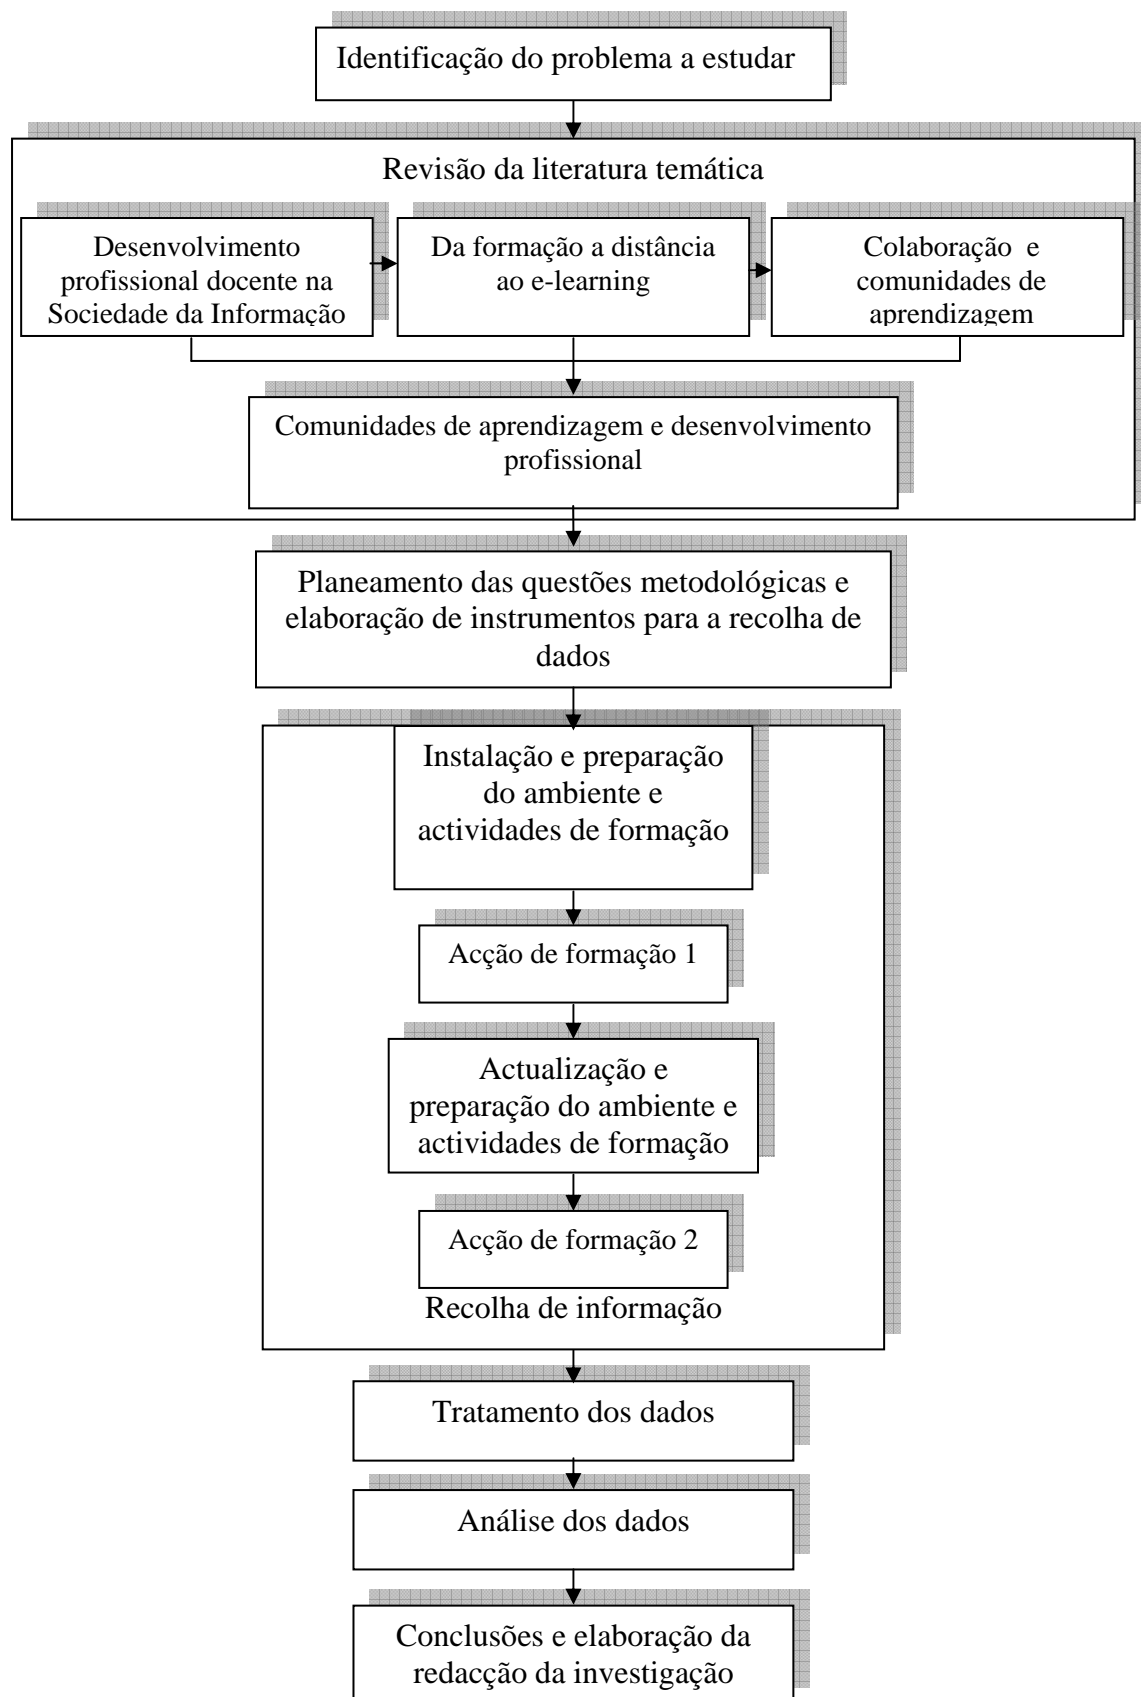 Identificação do problema a estudar
Revisão da literatura temática
Desenvolvimento
profissional docente na
Sociedade da Informação
Da formação a distância
ao e-learning
Colaboração e
comunidades de
aprendizagem
Comunidades de aprendizagem e desenvolvimento
profissional
Planeamento das questões metodológicas e
elaboração de instrumentos para a recolha de
dados
Instalação e preparação
do ambiente e
actividades de formação
Acção de formação 1
Actualização e
preparação do ambiente e
actividades de formação
Acção de formação 2
Recolha de informação
Tratamento dos dados
Análise dos dados
Conclusões e elaboração da
redacção da investigação